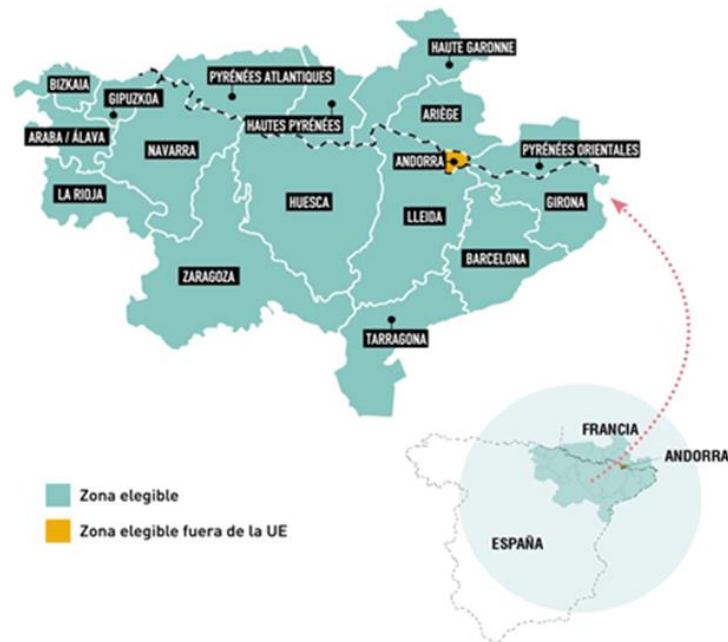 HAUTE GARONNE
PYRÉNÉES ATLANTIQUES
BIZKAIA
GIPUZKOA
ARIÈGE
HAUTES PYRÉNÉES
ARABA / ÁLAVA
NAVARRA
PYRÉNÉES ORIENTALES
ANDORRA
LA RIOJA
HUESCA
GIRONA
LLEIDA
BARCELONA
ZARAGOZA
TARRAGONA
FRANCIA
ANDORRA
ESPAÑA
Zona elegible
Zona elegible fuera de la UE